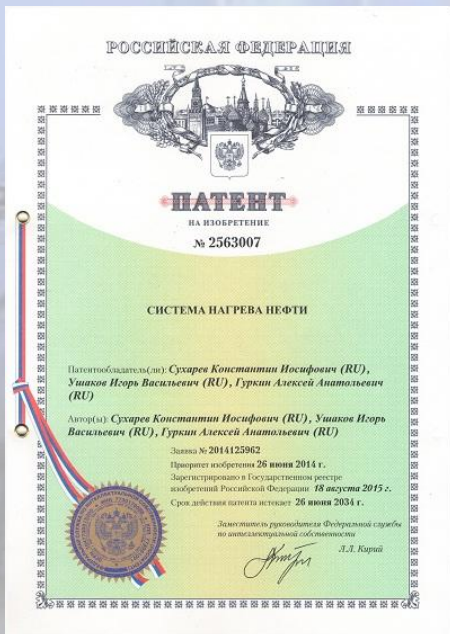 РОССИЙСКАЯ ФЕДЕРАЦИЯ
ПАТЕНТ
НА ИЗОБРЕТЕНИЕ
№ 2563007
СИСТЕМА НАГРЕВА НЕФТИ
Патентообладатель(ли): Сухарев Константин Иосифович (RU),
Ушаков Игорь Васильевич (RU), Гуркин Алексей Анатольевич
(RU)
Автор(ы): Сухарев Константин Иосифович (RU), Ушаков Игорь
Васильевич (RU), Гуркин Алексей Анатольевич (RU)
Заявка № 2014125962
Приоритет изобретения 26 июня 2014 г.
Зарегистрировано в Государственном реестре
изобретений Российской Федерации 18 августа 2015 г.
Срок действия патента истекает 26 июня 2034 г.
Заместитель руководителя Федеральной службы
по интеллектуальной собственности
Л.Л. Кирий